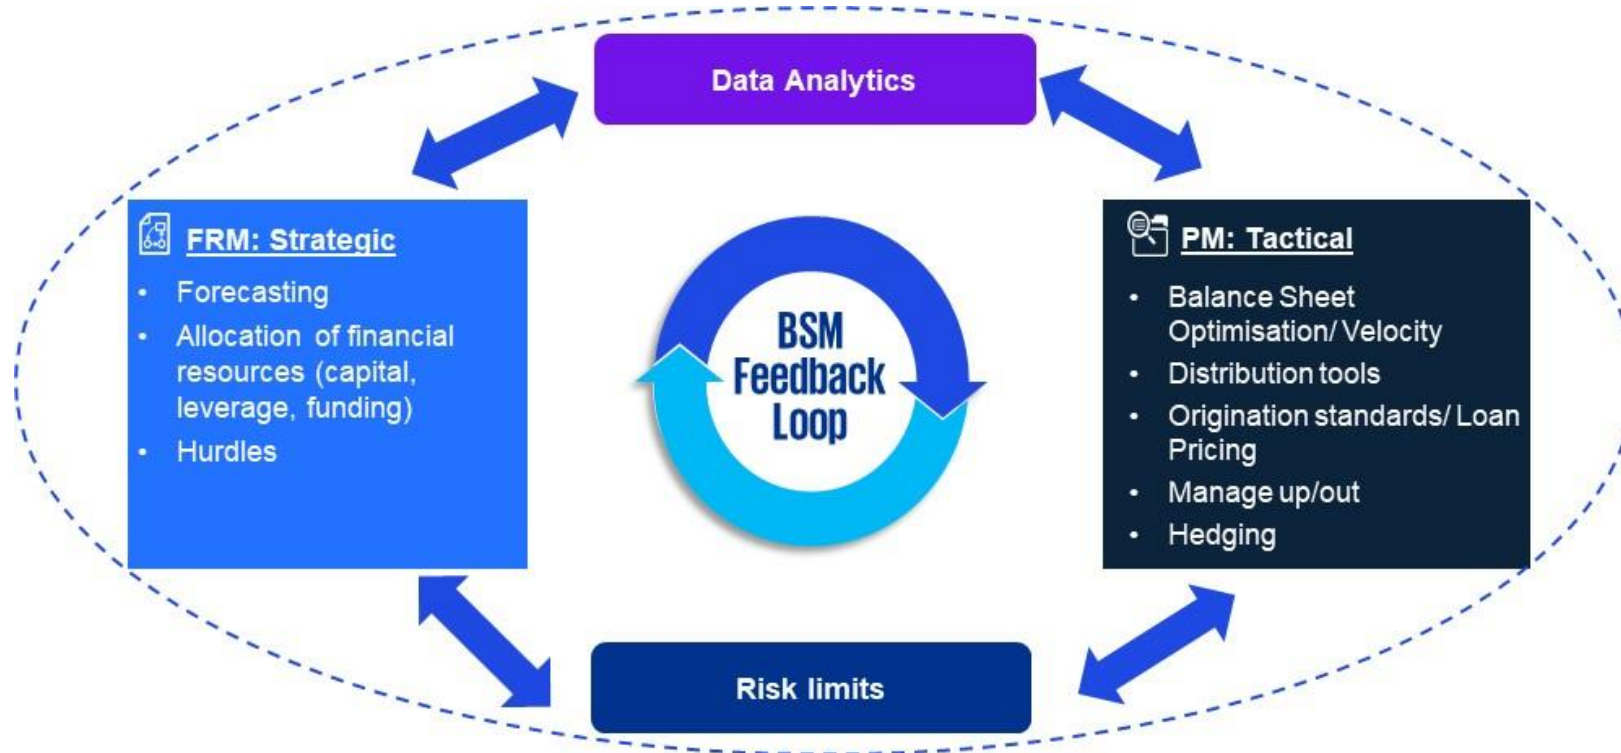 Data Analytics
FRM: Strategic
• Forecasting
• Allocation of financial
resources (capital,
leverage, funding)
• Hurdles
BSM
Feedback
Loop
PM: Tactical
• Balance Sheet
Optimisation/ Velocity
• Distribution tools
• Origination standards/ Loan
Pricing
• Manage up/out
• Hedging
Risk limits